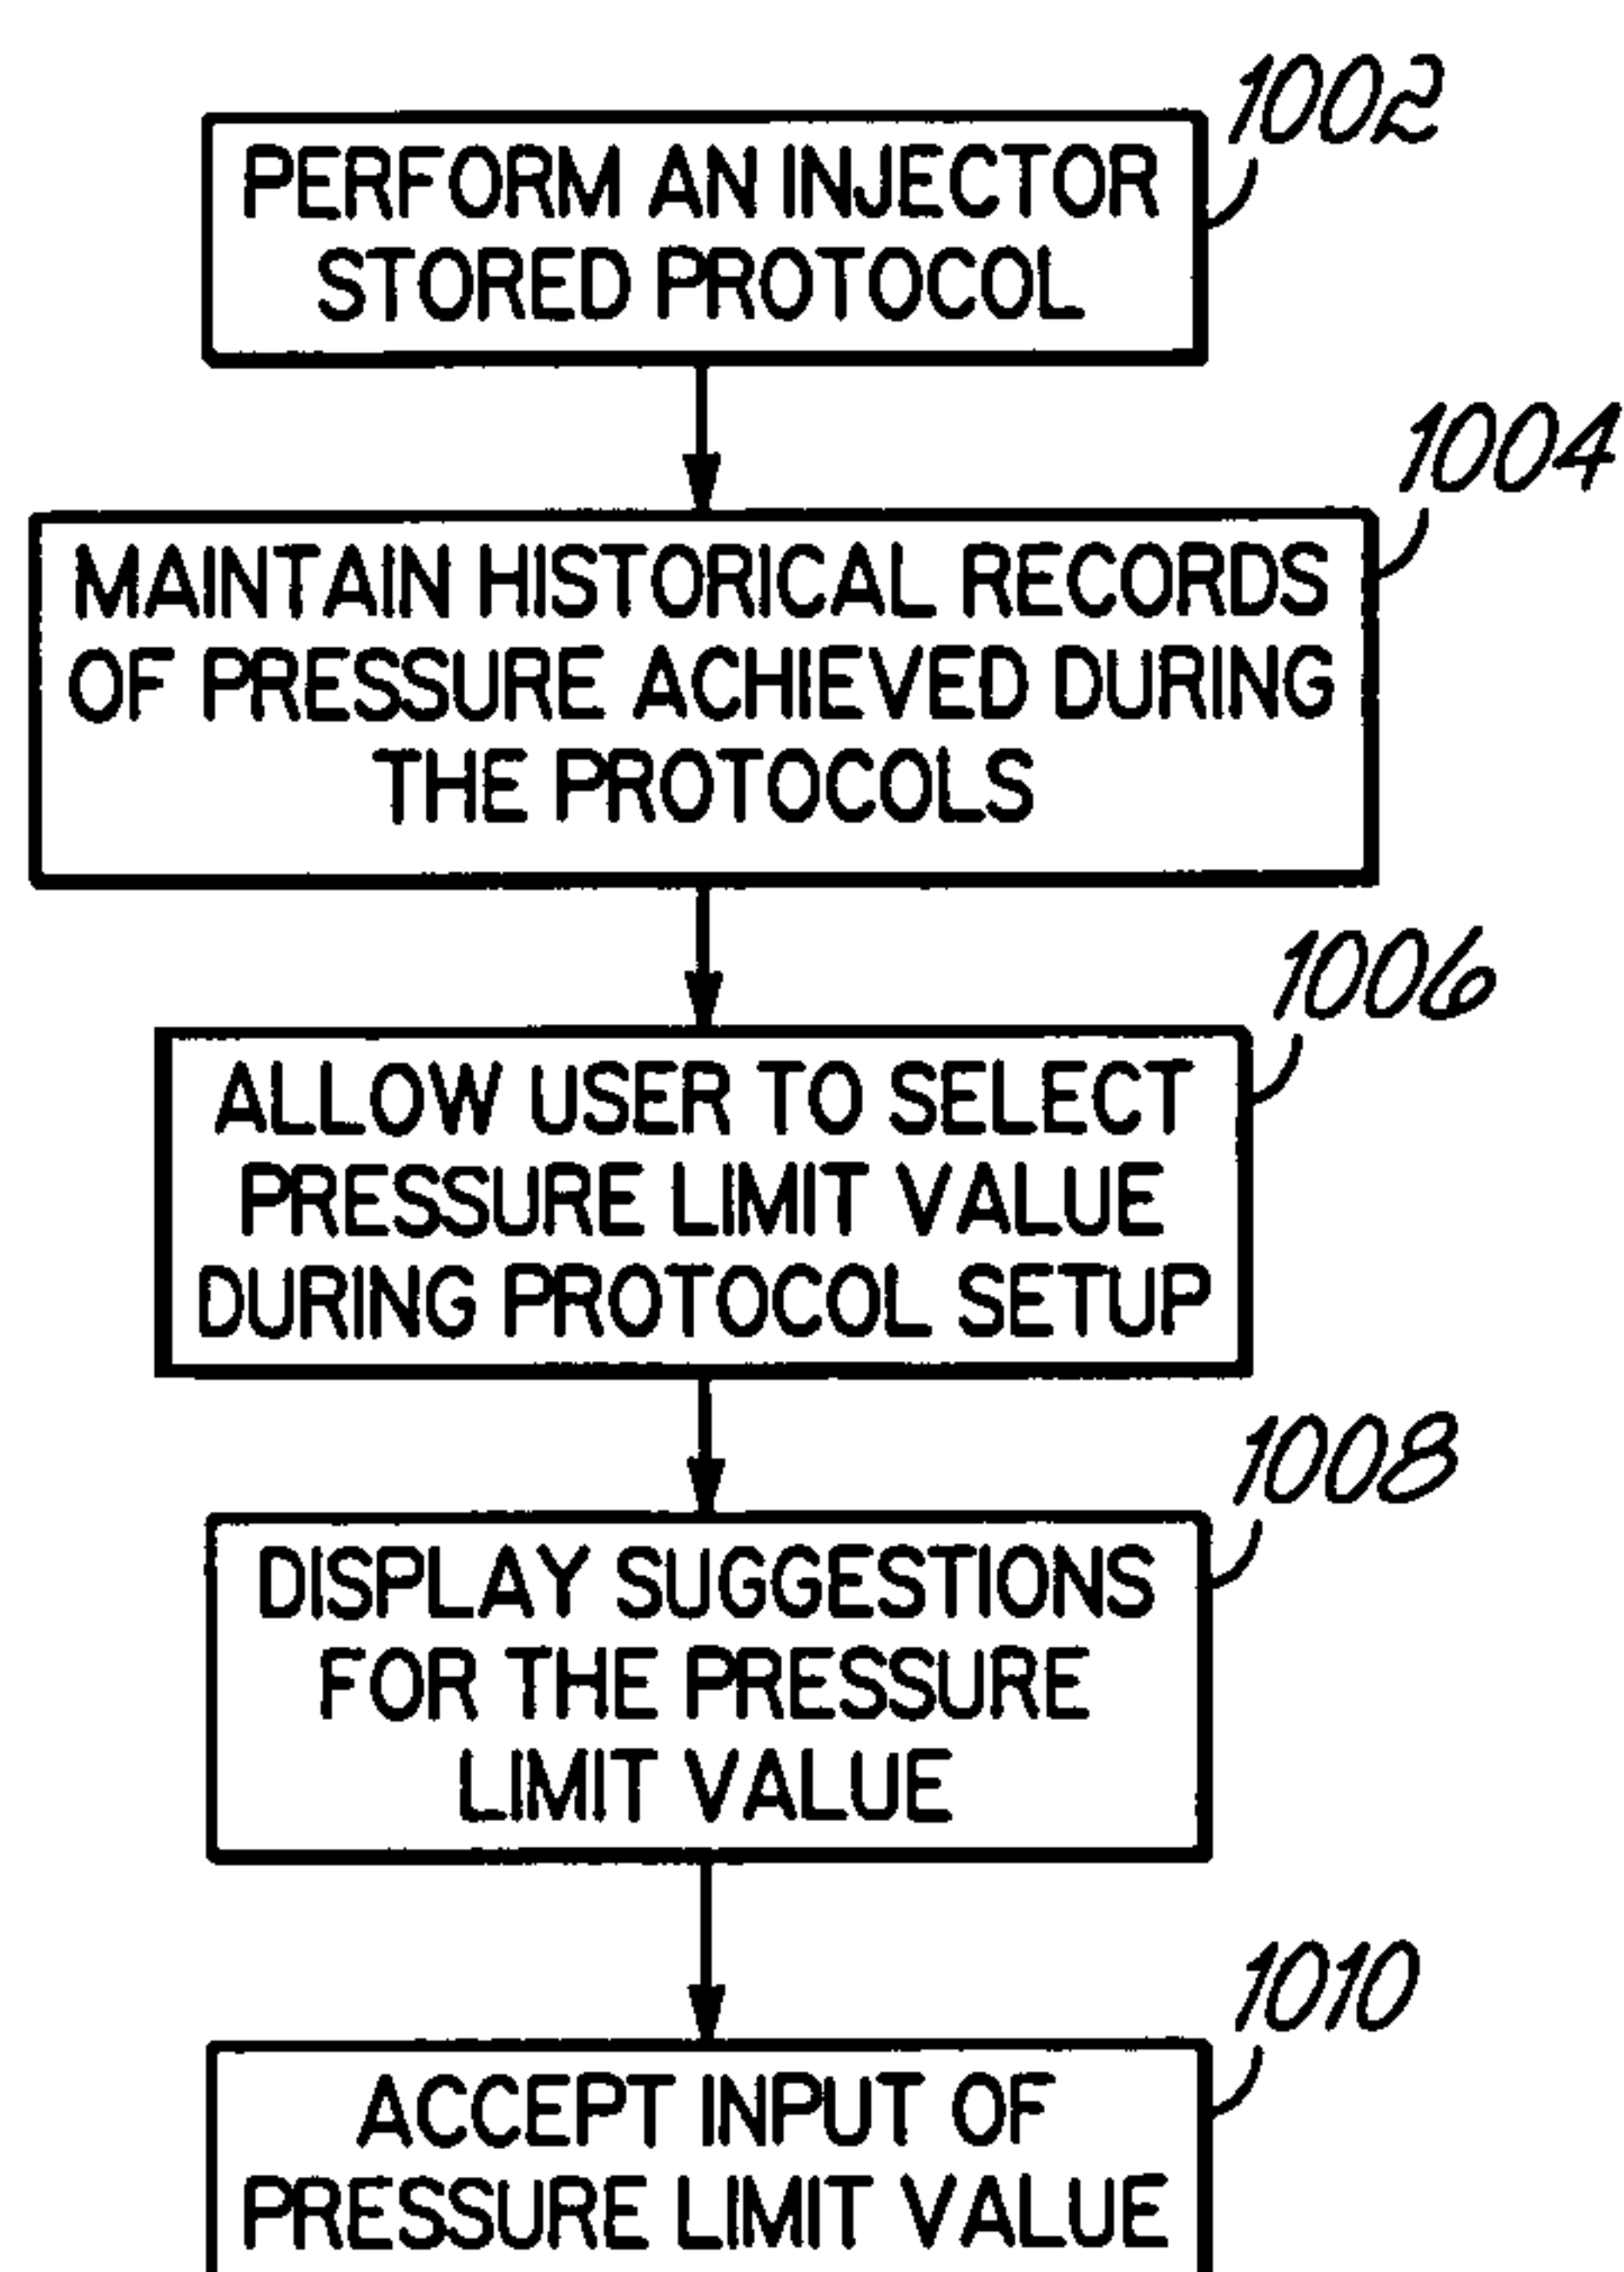 1002
PERFORM AN INJECTOR
STORED PROTOCOL
1004
MAINTAIN HISTORICAL RECORDS
OF PRESSURE ACHIEVED DURING
THE PROTOCOLS
1006
ALLOW USER TO SELECT
PRESSURE LIMIT VALUE
DURING PROTOCOL SETUP
1008
DISPLAY SUGGESTIONS
FOR THE PRESSURE
LIMIT VALUE
1010
ACCEPT INPUT OF
PRESSURE LIMIT VALUE